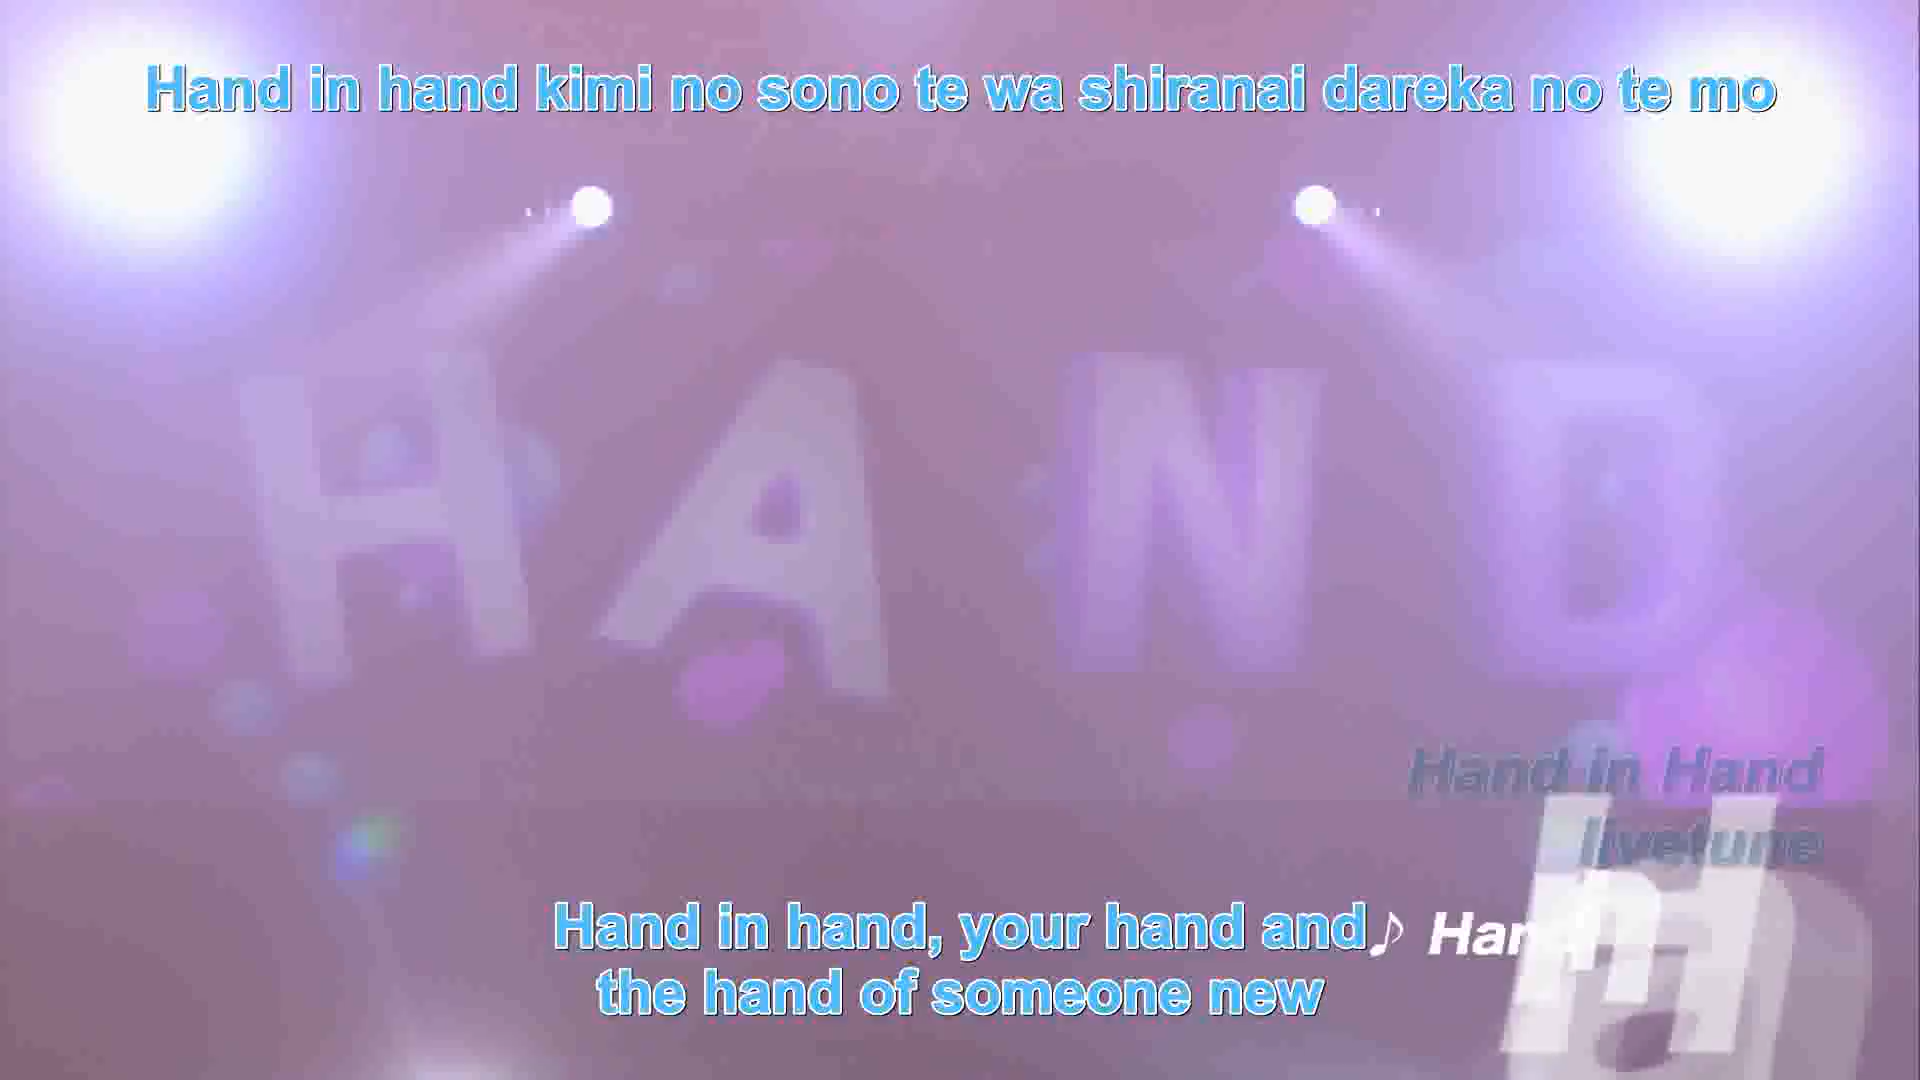 Hand in hand kimi no sono te wa shiranai dareka no te mo
HAND
Hand in Hand
livetune
Hand in hand, your hand and
♪ Hand
the hand of someone new